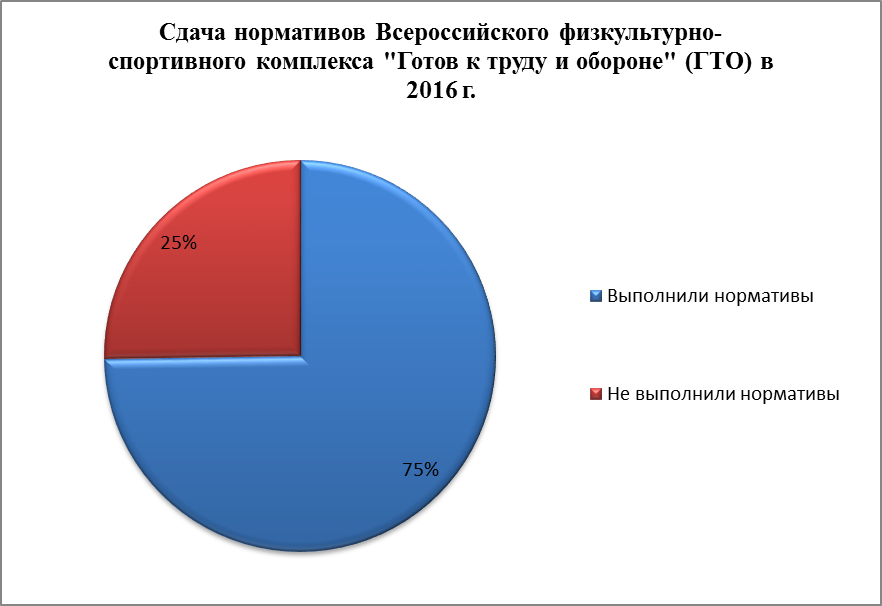 Сдача нормативов Всероссийского физкультурно-
спортивного комплекса "Готов к труду и обороне" (ГТО) в
2016 г.
25%
Выполнили нормативы
Не выполнили нормативы
75%